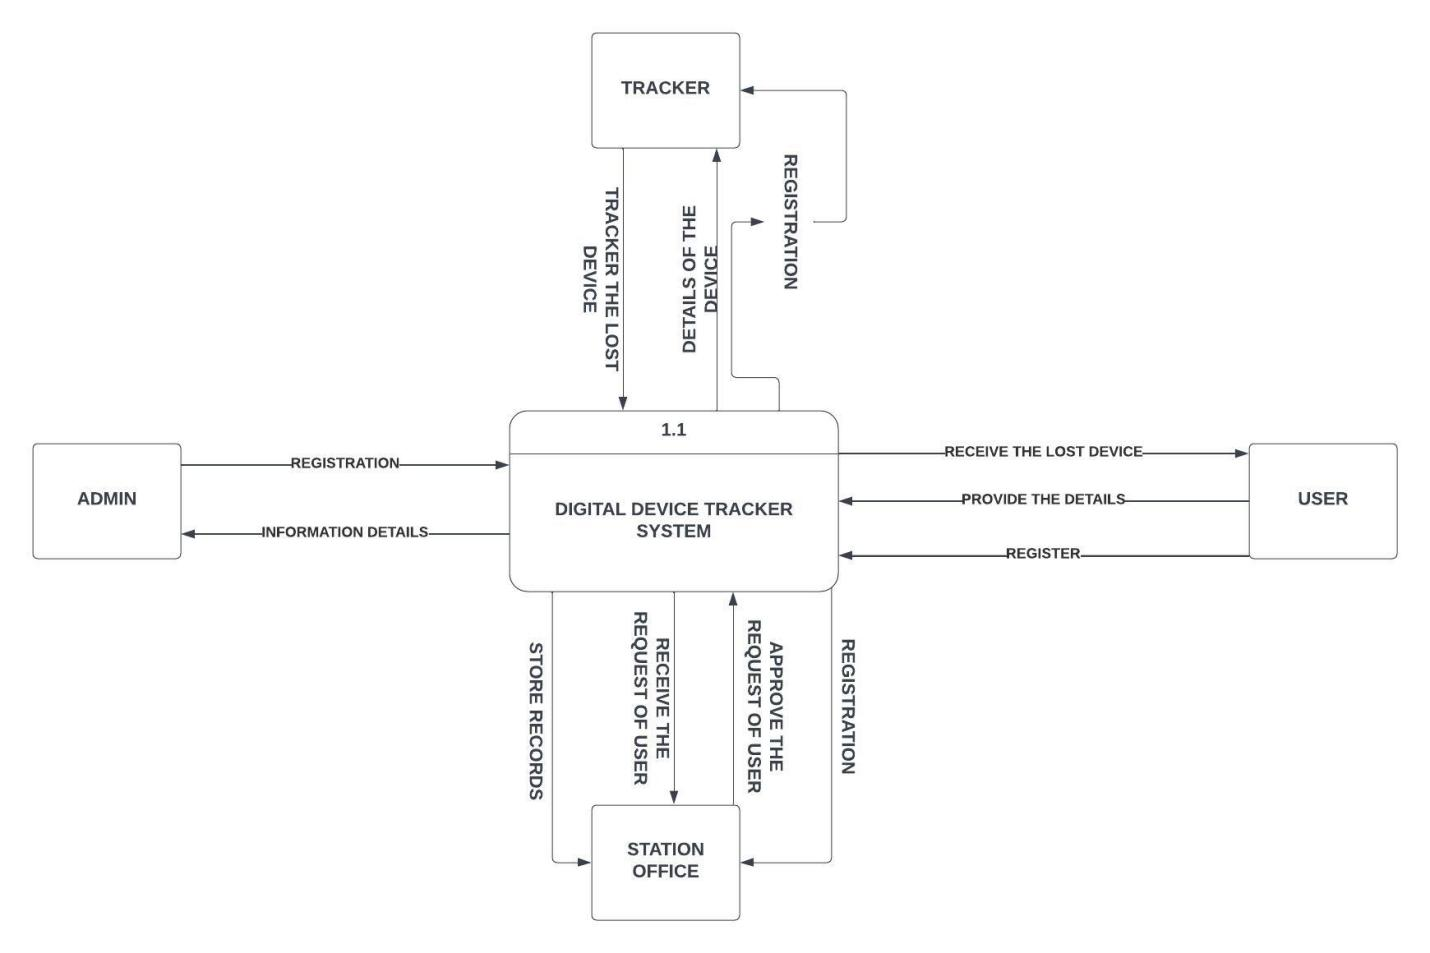 TRACKER
REGISTRATION
TRACKER THE LOST
DEVICE
DETAILS OF THE
DEVICE
1.1
DIGITAL DEVICE TRACKER
SYSTEM
ADMIN
REGISTRATION
INFORMATION DETAILS
RECEIVE THE LOST DEVICE
PROVIDE THE DETAILS
REGISTER
USER
STORE RECORDS
RECEIVE THE
REQUEST OF USER
APPROVE THE
REQUEST OF USER
REGISTRATION
STATION
OFFICE